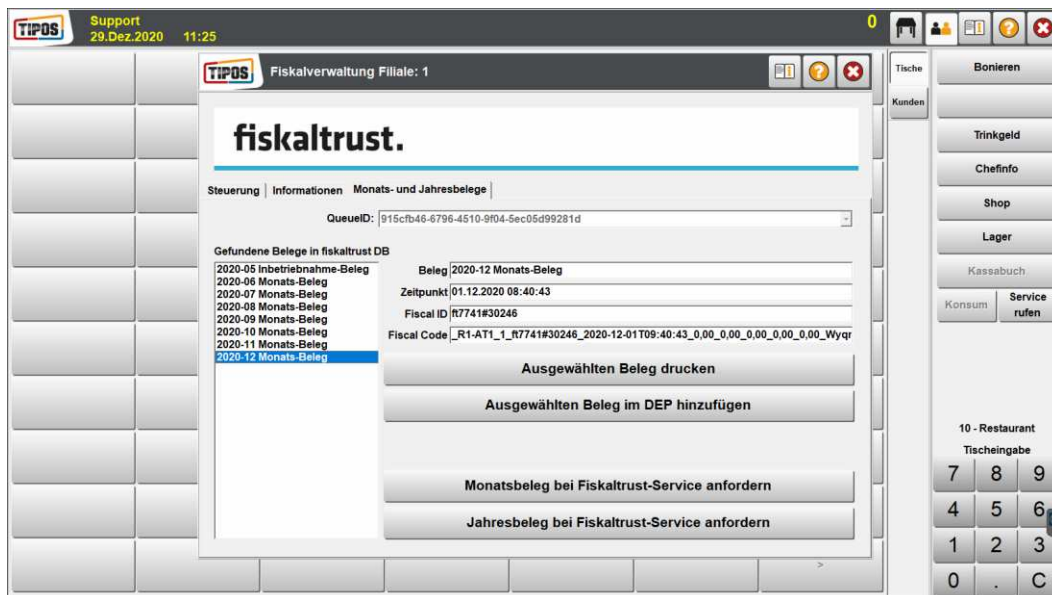 TIPOS
Support
29.Dez.2020 11:25
0
TIPOS
Fiskalverwaltung Filiale: 1
fiskaltrust.
Steuerung
Informationen
Monats- und Jahresbelege
QueueID:
915cfb46-6796-4510-9f04-5ec05d99281d
Gefundene Belege in fiskaltrust DB
2020-05 Inbetriebnahme-Beleg
2020-06 Monats-Beleg
2020-07 Monats-Beleg
2020-08 Monats-Beleg
2020-09 Monats-Beleg
2020-10 Monats-Beleg
2020-11 Monats-Beleg
2020-12 Monats-Beleg
Beleg
2020-12 Monats-Beleg
Zeitpunkt
01.12.2020 08:40:43
Fiscal ID
ft7741#30246
Fiscal Code
_R1-AT1_1_ft7741#30246_2020-12-01T09:40:43_0,00_0,00_0,00_0,00_0,00_Wyqr
Ausgewählten Beleg drucken
Ausgewählten Beleg im DEP hinzufügen
Monatsbeleg bei Fiskaltrust-Service anfordern
Jahresbeleg bei Fiskaltrust-Service anfordern
>
Tische
Kunden
Bonieren
Trinkgeld
Chefinfo
Shop
Lager
Kassabuch
Konsum
Service
rufen
10 - Restaurant
Tischeingabe
7 8 9
4 5 6
1 2 3
0 . C